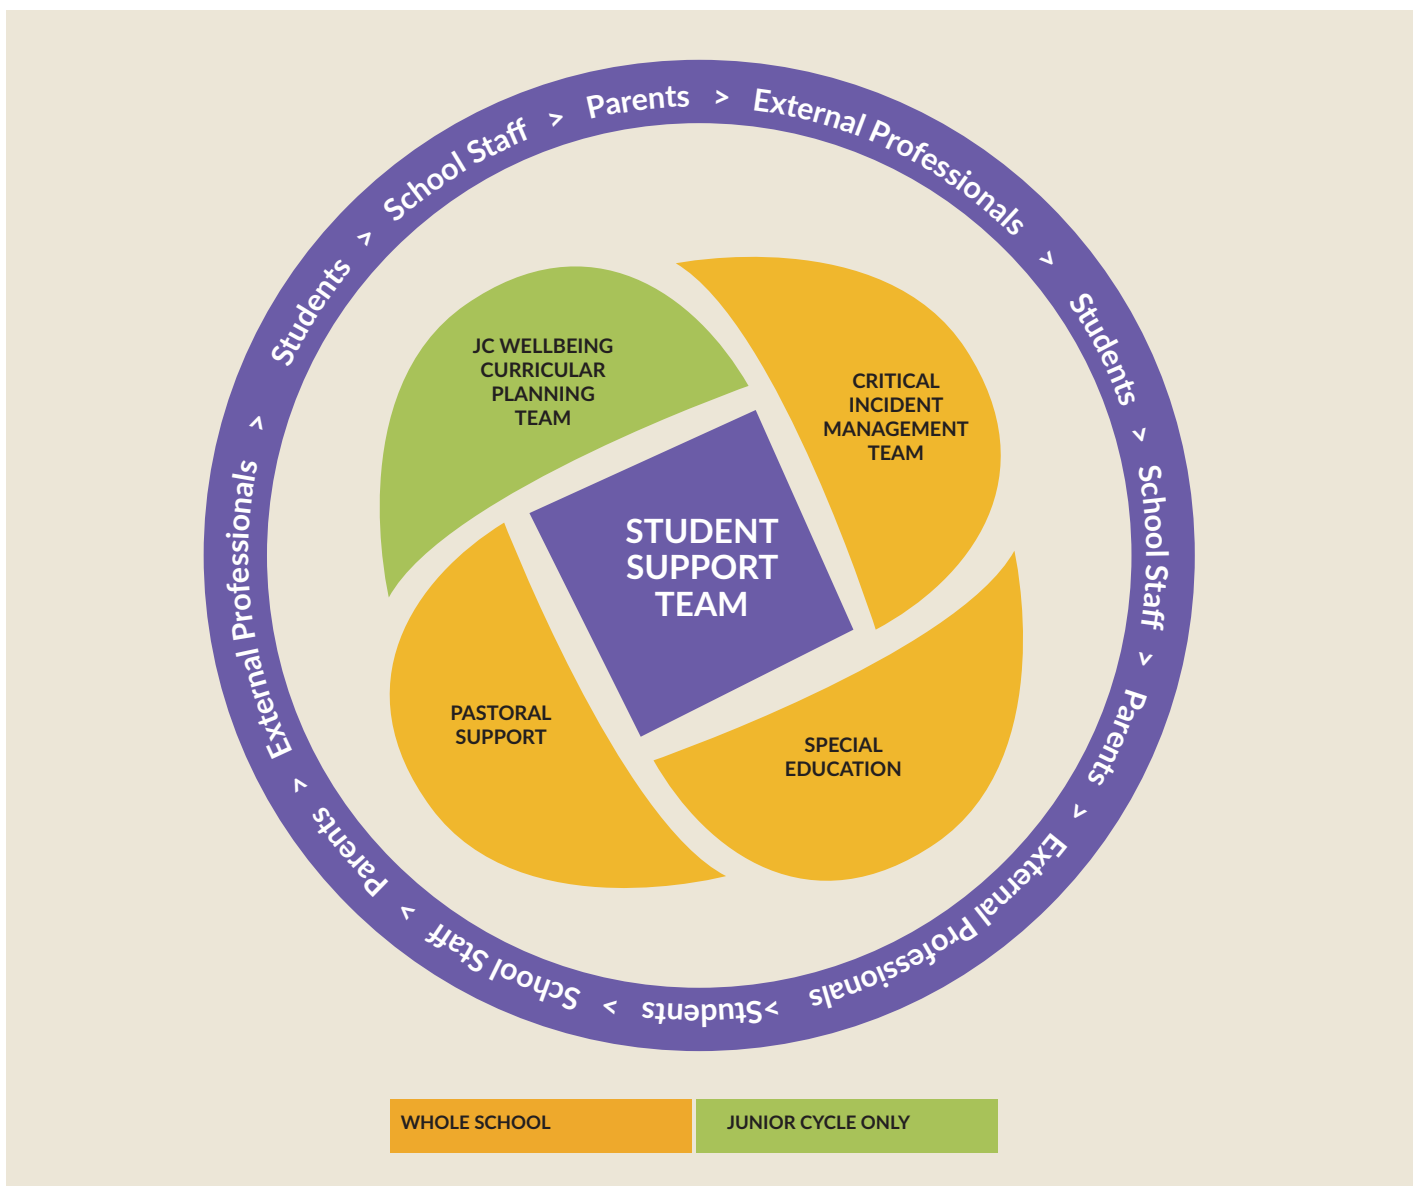 Students > School Staff > Parents > External Professionals > Students > School Staff > Parents > External Professionals >Students> School Staff > Parents > External Professionals >
JC WELLBEING
CURRICULAR
PLANNING
TEAM
CRITICAL
INCIDENT
MANAGEMENT
TEAM
STUDENT
SUPPORT
TEAM
PASTORAL
SUPPORT
SPECIAL
EDUCATION
WHOLE SCHOOL
JUNIOR CYCLE ONLY